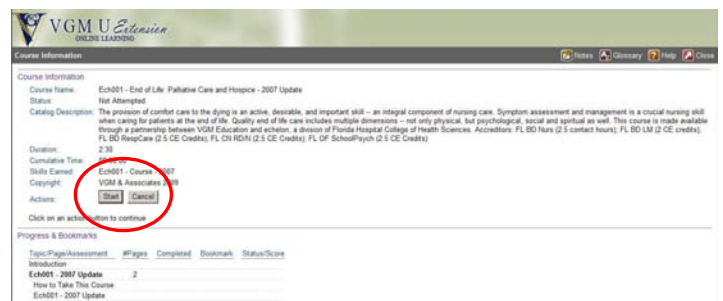 VGM U Extension
ONLINE LEARNING
Course Information
Notes Glossary Help Close
Course Information
Course Name: Ech001 - End of Life: Palliative Care and Hospice - 2007 Update
Status: Not Attempted
Catalog Description: The provision of comfort care to the dying is an active, desirable, and important skill -- an integral component of nursing care. Symptom assessment and management is a crucial nursing skill
when caring for patients at the end of life. Quality end of life care includes multiple dimensions - not only physical, but psychological, social and spiritual as well. This course is made available
through a partnership between VGM Education and echelon, a division of Florida Hospital College of Health Sciences. Accreditors: FL BD Nurs (2.5 contact hours); FL BD LM (2 CE credits);
FL BD RespCare (2.5 CE Credits); FL CN RD/N (2.5 CE Credits); FL OF SchoolPsych (2.5 CE Credits)
Duration: 2:30
Cumulative Time:
Skills Earned: Ech001 - Course - 2007
Copyright: VGM & Associates 2009
Actions: Start Cancel
Click on an action button to continue
Progress & Bookmarks
Topic/Page/Assessment #Pages Completed Bookmark Status/Score
Introduction
Ech001 - 2007 Update 2
How to Take This Course
Ech001 - 2007 Update